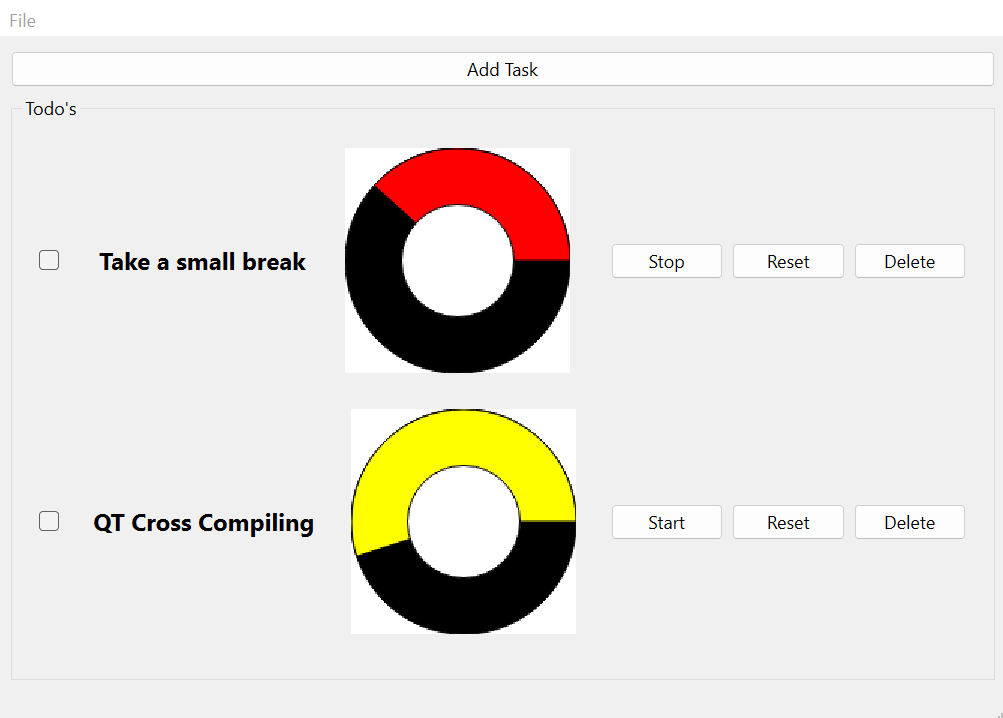 File
Add Task
Todo's
Take a small break
Stop
Reset
Delete
QT Cross Compiling
Start
Reset
Delete